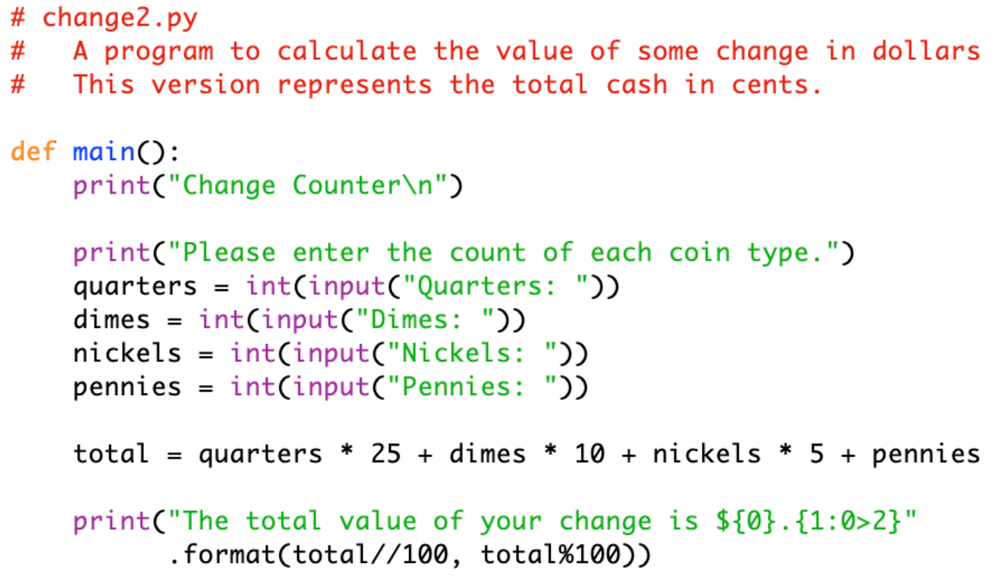 # change2.py
#   A program to calculate the value of some change in dollars
#   This version represents the total cash in cents.

def main():
    print("Change Counter\n")

    print("Please enter the count of each coin type.")
    quarters = int(input("Quarters: "))
    dimes = int(input("Dimes: "))
    nickels = int(input("Nickels: "))
    pennies = int(input("Pennies: "))

    total = quarters * 25 + dimes * 10 + nickels * 5 + pennies

    print("The total value of your change is ${0}.{1:0>2}"
          .format(total//100, total%100))